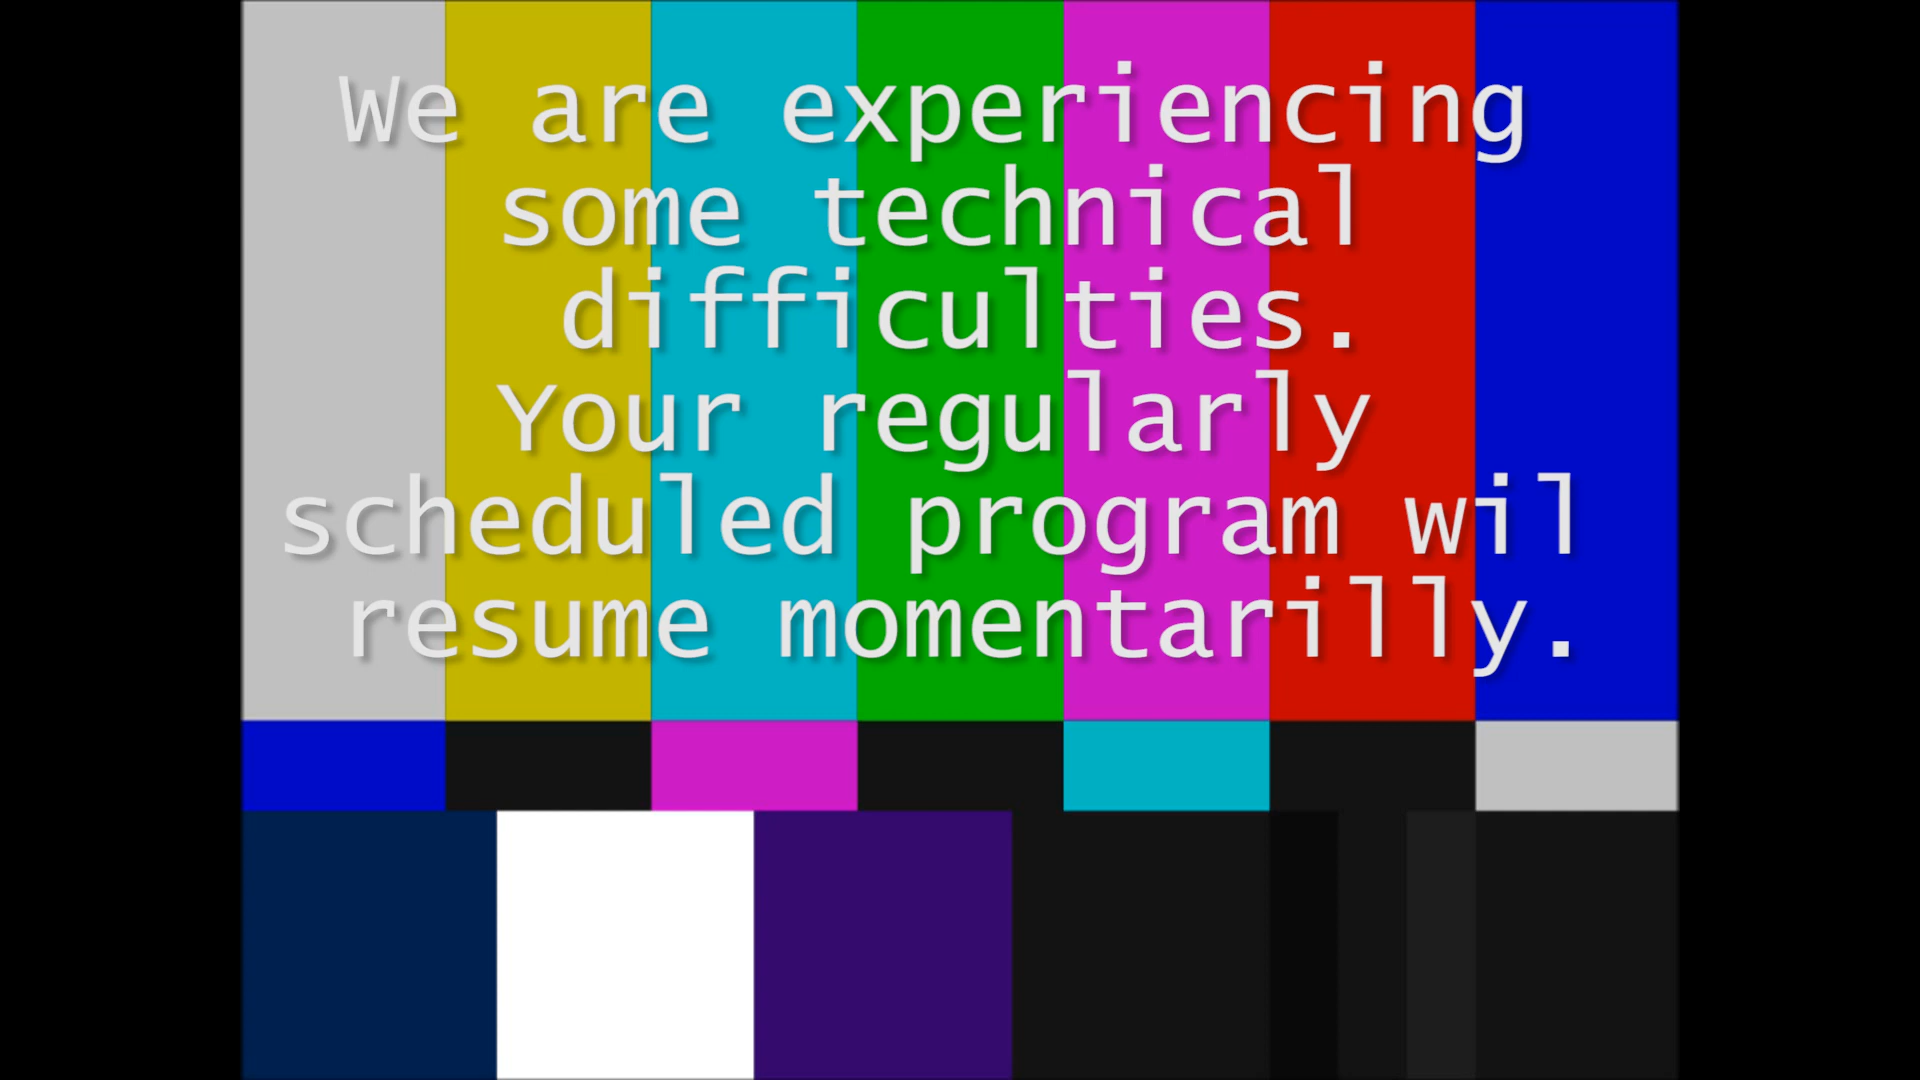 We are experiencing
some technical
difficulties.
Your regularly
scheduled program wil
resume momentarilly.